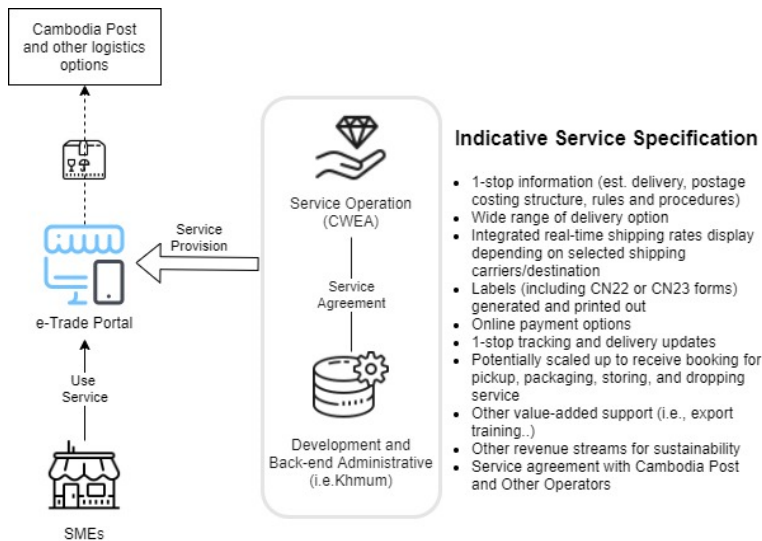 Cambodia Post
and other logistics
options
Service
Provision
e-Trade Portal
Use
Service
SMEs
Service Operation
(CWEA)
Service
Agreement
Development and
Back-end Administrative
(i.e.Khmum)
Indicative Service Specification
• 1-stop information (est. delivery, postage
costing structure, rules and procedures)
• Wide range of delivery option
• Integrated real-time shipping rates display
depending on selected shipping
carriers/destination
• Labels (including CN22 or CN23 forms)
generated and printed out
• Online payment options
• 1-stop tracking and delivery updates
• Potentially scaled up to receive booking for
pickup, packaging, storing, and dropping
service
• Other value-added support (i.e., export
training..)
• Other revenue streams for sustainability
• Service agreement with Cambodia Post
and Other Operators